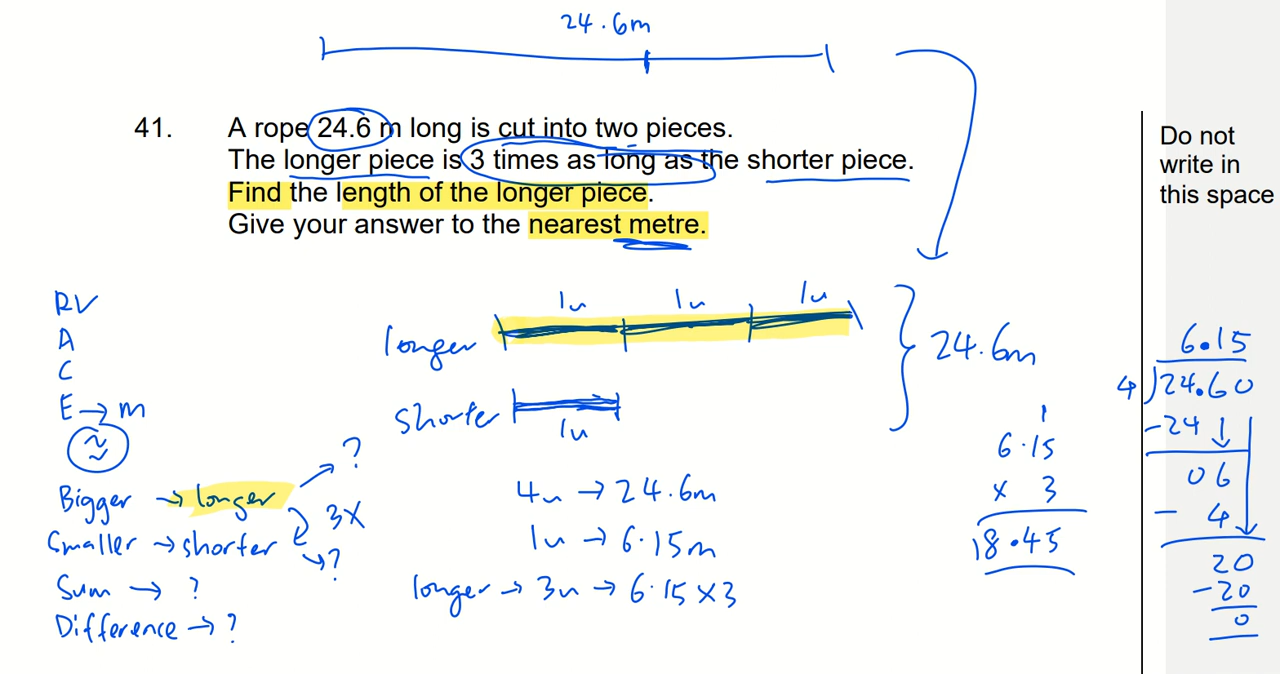 24.6m
41. A rope 24.6 m long is cut into two pieces.
The longer piece is 3 times as long as the shorter piece.
Find the length of the longer piece.
Give your answer to the nearest metre.
Do not
write in
this space
RV
A
C
E → m
≈
Bigger → longer → ?
3X
Smaller → shorter → ?
Sum → ?
Difference → ?
1u 1u 1u
longer
24.6m
shorter
1u
4u → 24.6m
1u → 6.15m
longer → 3u → 6.15 x 3
1
6.15
x 3
18.45
6.15
4)24.60
-24
06
- 4
20
-20
0